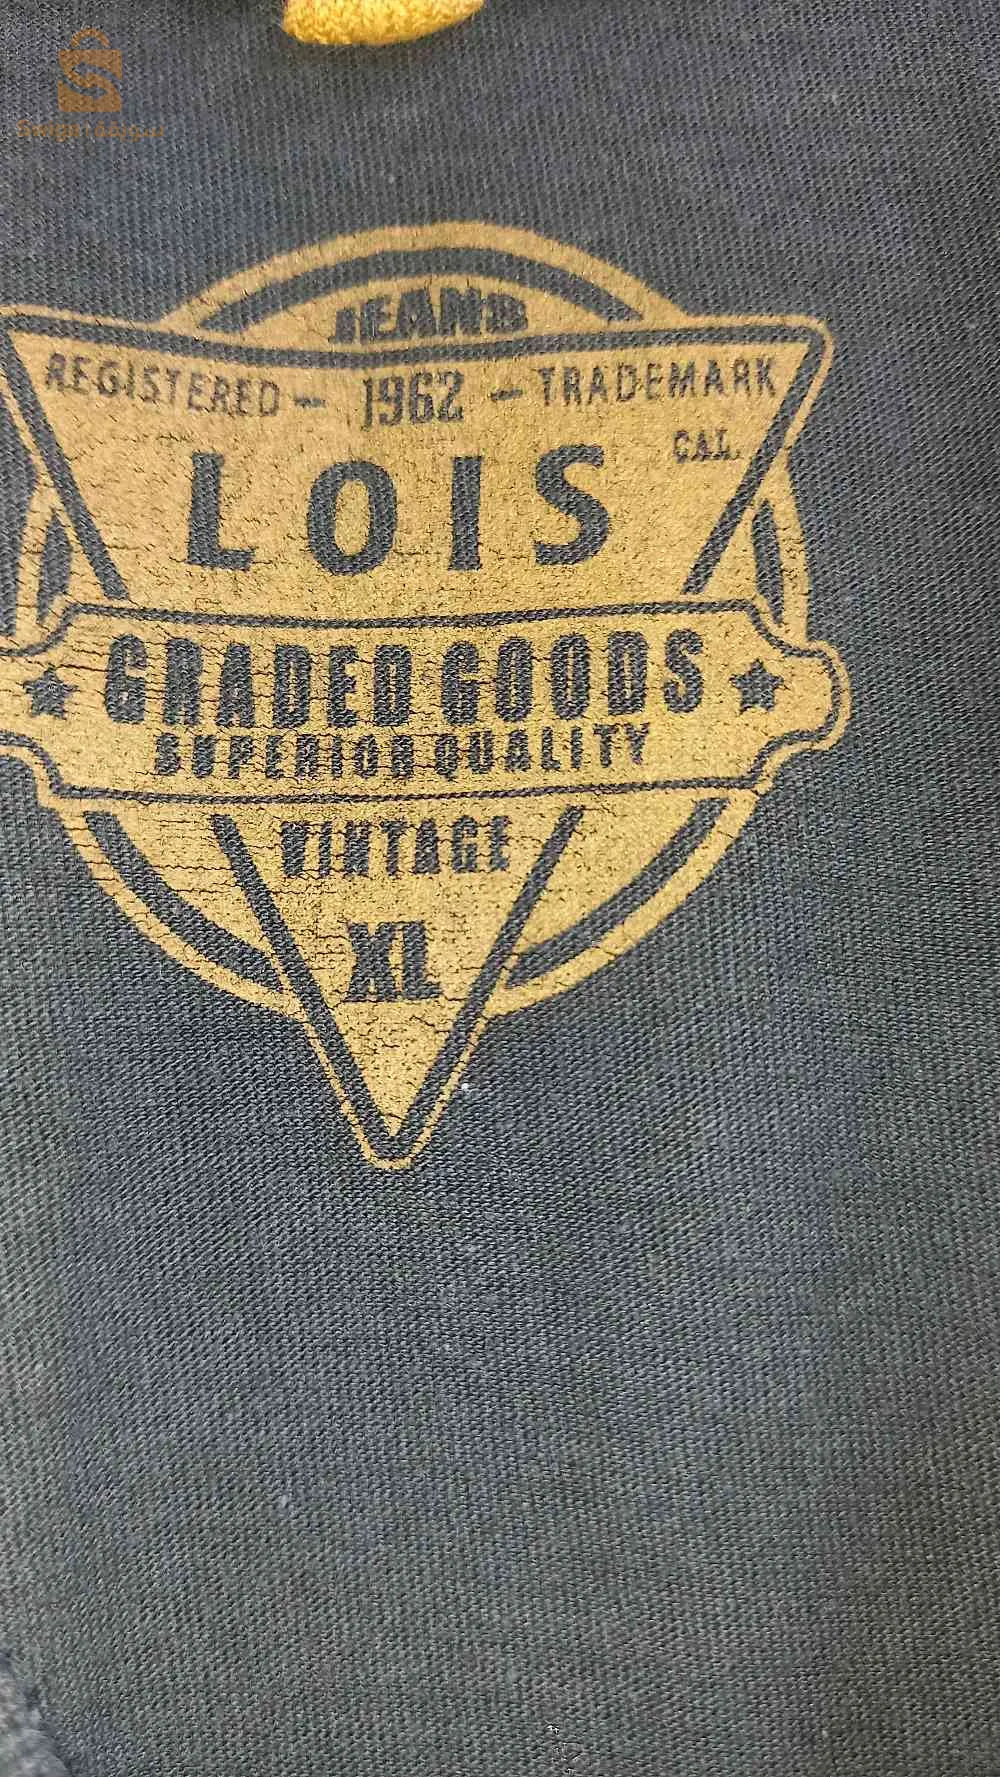 JEANS
REGISTERED - 1962 - TRADEMARK
CAL.
LOIS
GRADED GOODS
SUPERIOR QUALITY
VINTAGE
XL